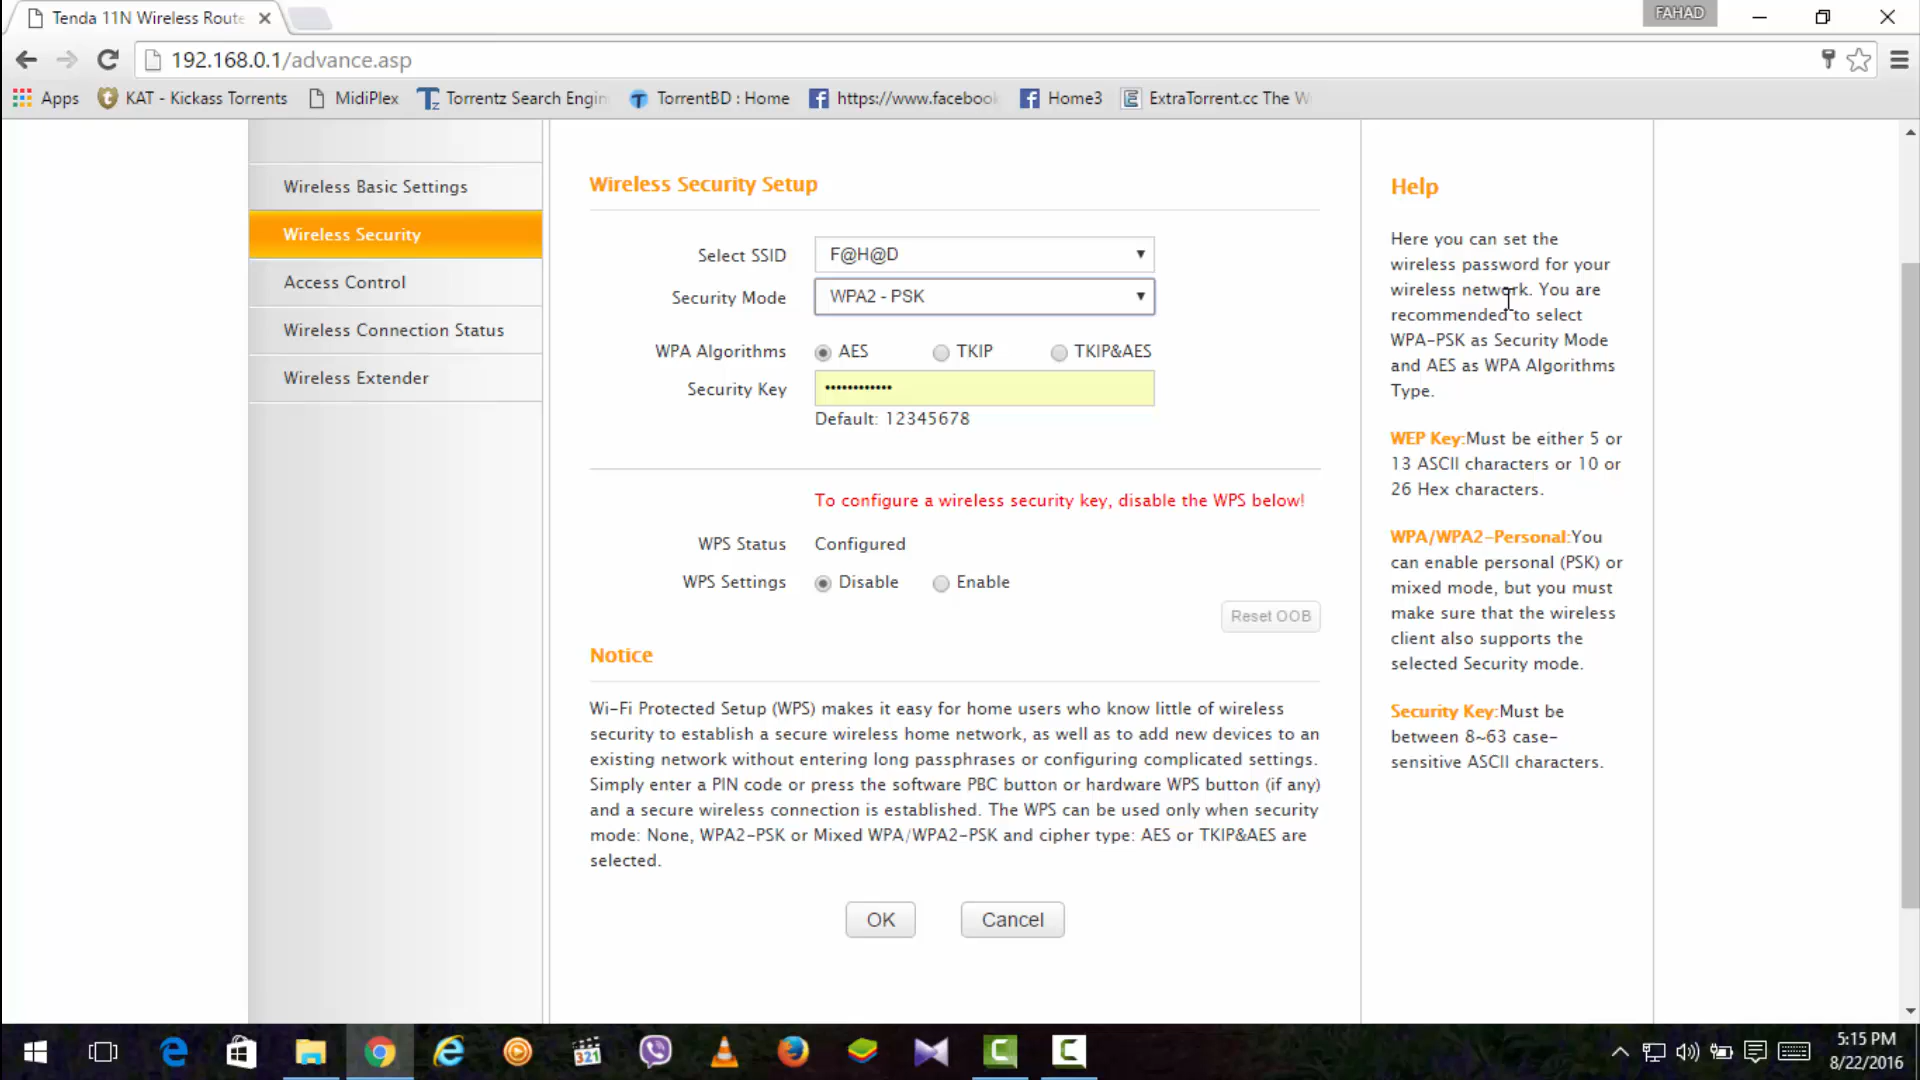 Tenda 11N Wireless Route
FAHAD
192.168.0.1/advance.asp
Apps KAT - Kickass Torrents MidiPlex Torrentz Search Engin TorrentBD : Home https://www.facebook Home3 ExtraTorrent.cc The W
Wireless Basic Settings
Wireless Security
Access Control
Wireless Connection Status
Wireless Extender
Wireless Security Setup
Select SSID F@H@D
Security Mode WPA2 - PSK
WPA Algorithms AES TKIP TKIP&AES
Security Key ••••••••••••
Default: 12345678
To configure a wireless security key, disable the WPS below!
WPS Status Configured
WPS Settings Disable Enable
Reset OOB
Notice
Wi-Fi Protected Setup (WPS) makes it easy for home users who know little of wireless
security to establish a secure wireless home network, as well as to add new devices to an
existing network without entering long passphrases or configuring complicated settings.
Simply enter a PIN code or press the software PBC button or hardware WPS button (if any)
and a secure wireless connection is established. The WPS can be used only when security
mode: None, WPA2-PSK or Mixed WPA/WPA2-PSK and cipher type: AES or TKIP&AES are
selected.
OK Cancel
Help
Here you can set the
wireless password for your
wireless network. You are
recommended to select
WPA-PSK as Security Mode
and AES as WPA Algorithms
Type.
WEP Key:Must be either 5 or
13 ASCII characters or 10 or
26 Hex characters.
WPA/WPA2-Personal:You
can enable personal (PSK) or
mixed mode, but you must
make sure that the wireless
client also supports the
selected Security mode.
Security Key:Must be
between 8~63 case-
sensitive ASCII characters.
321
5:15 PM
8/22/2016